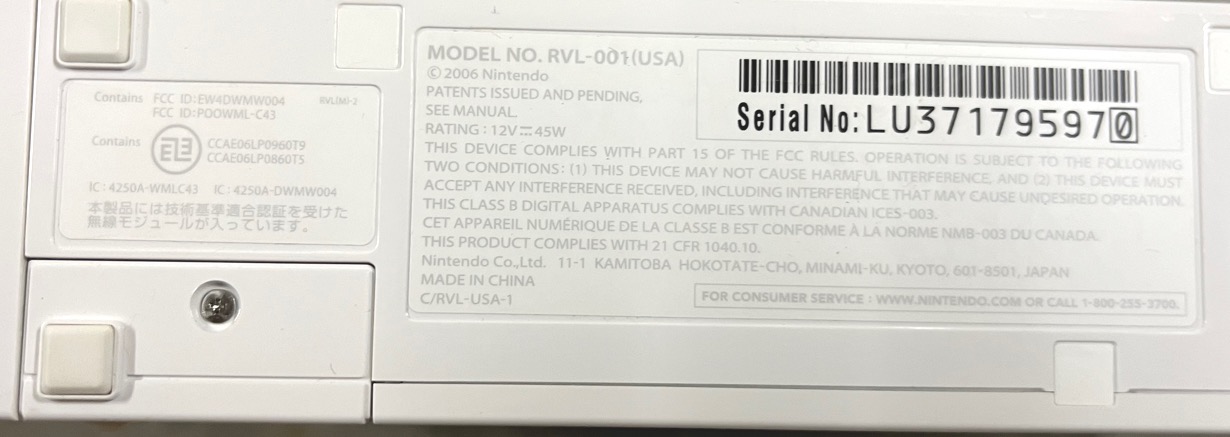 Contains FCC ID:EW4DWMW004 RVL(M)-2
FCC ID:PDOWML-C43
Contains CCAE06LP0960T9
CCAE06LP0860T5
IC : 4250A-WMLC43 IC : 4250A-DWMW004
本製品には技術基準適合認証を受けた
無線モジュールが入っています。
MODEL NO. RVL-001(USA)
© 2006 Nintendo
PATENTS ISSUED AND PENDING,
SEE MANUAL.
RATING : 12V⎓45W
Serial No:LU371795970
THIS DEVICE COMPLIES WITH PART 15 OF THE FCC RULES. OPERATION IS SUBJECT TO THE FOLLOWING
TWO CONDITIONS: (1) THIS DEVICE MAY NOT CAUSE HARMFUL INTERFERENCE, AND (2) THIS DEVICE MUST
ACCEPT ANY INTERFERENCE RECEIVED, INCLUDING INTERFERENCE THAT MAY CAUSE UNDESIRED OPERATION.
THIS CLASS B DIGITAL APPARATUS COMPLIES WITH CANADIAN ICES-003.
CET APPAREIL NUMÉRIQUE DE LA CLASSE B EST CONFORME À LA NORME NMB-003 DU CANADA.
THIS PRODUCT COMPLIES WITH 21 CFR 1040.10.
Nintendo Co.,Ltd. 11-1 KAMITOBA HOKOTATE-CHO, MINAMI-KU, KYOTO, 601-8501, JAPAN
MADE IN CHINA
C/RVL-USA-1
FOR CONSUMER SERVICE : WWW.NINTENDO.COM OR CALL 1-800-255-3700.